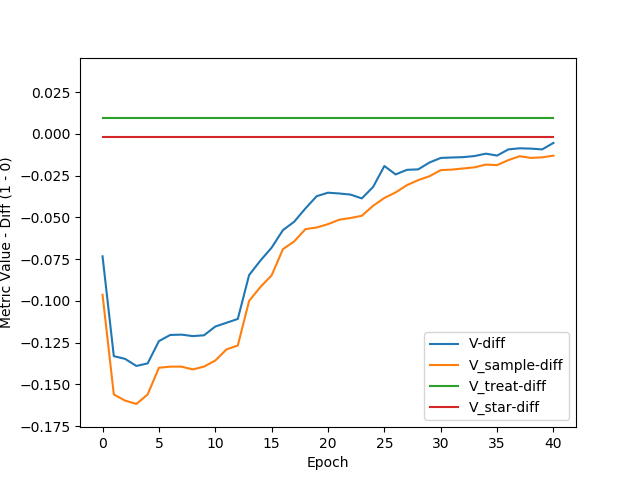 0.025
0.000
−0.025
−0.050
−0.075
−0.100
−0.125
−0.150
−0.175
Metric Value - Diff (1 - 0)
0 5 10 15 20 25 30 35 40
Epoch
V-diff
V_sample-diff
V_treat-diff
V_star-diff